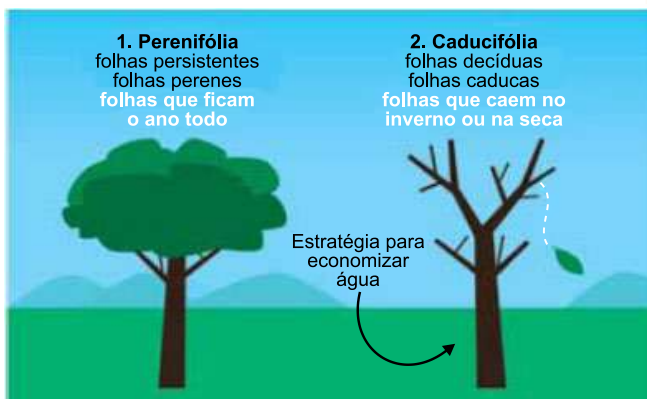 1. Perenifólia
folhas persistentes
folhas perenes
folhas que ficam
o ano todo
2. Caducifólia
folhas decíduas
folhas caducas
folhas que caem no
inverno ou na seca
Estratégia para
economizar
água